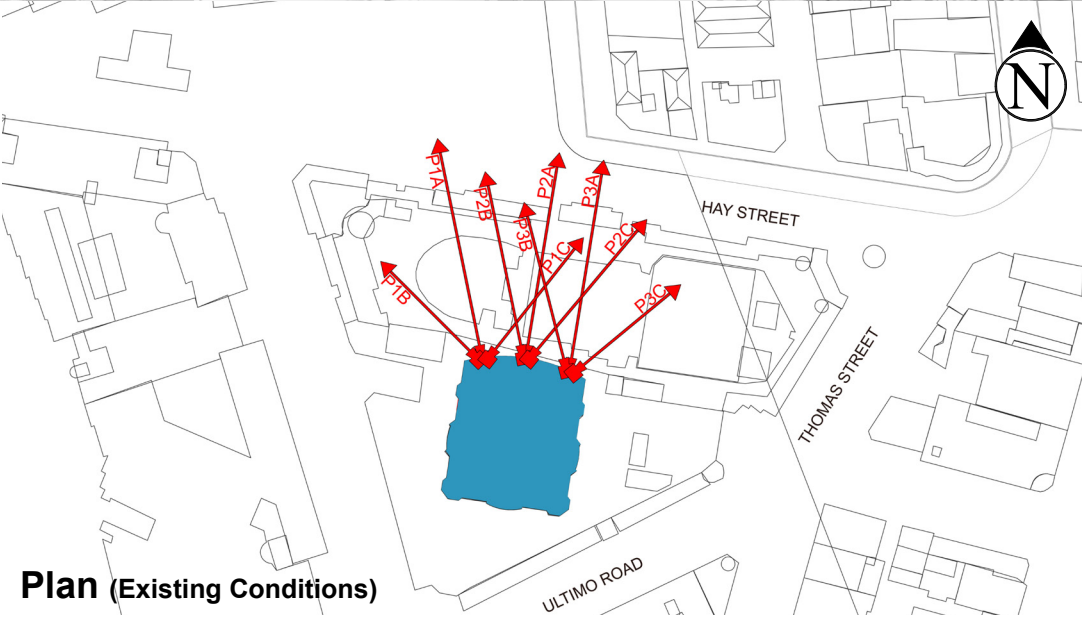 N
P1A
P2B
P2A
P3A
P3B
P1C
P2C
P1B
P3C
HAY STREET
THOMAS STREET
ULTIMO ROAD
Plan (Existing Conditions)